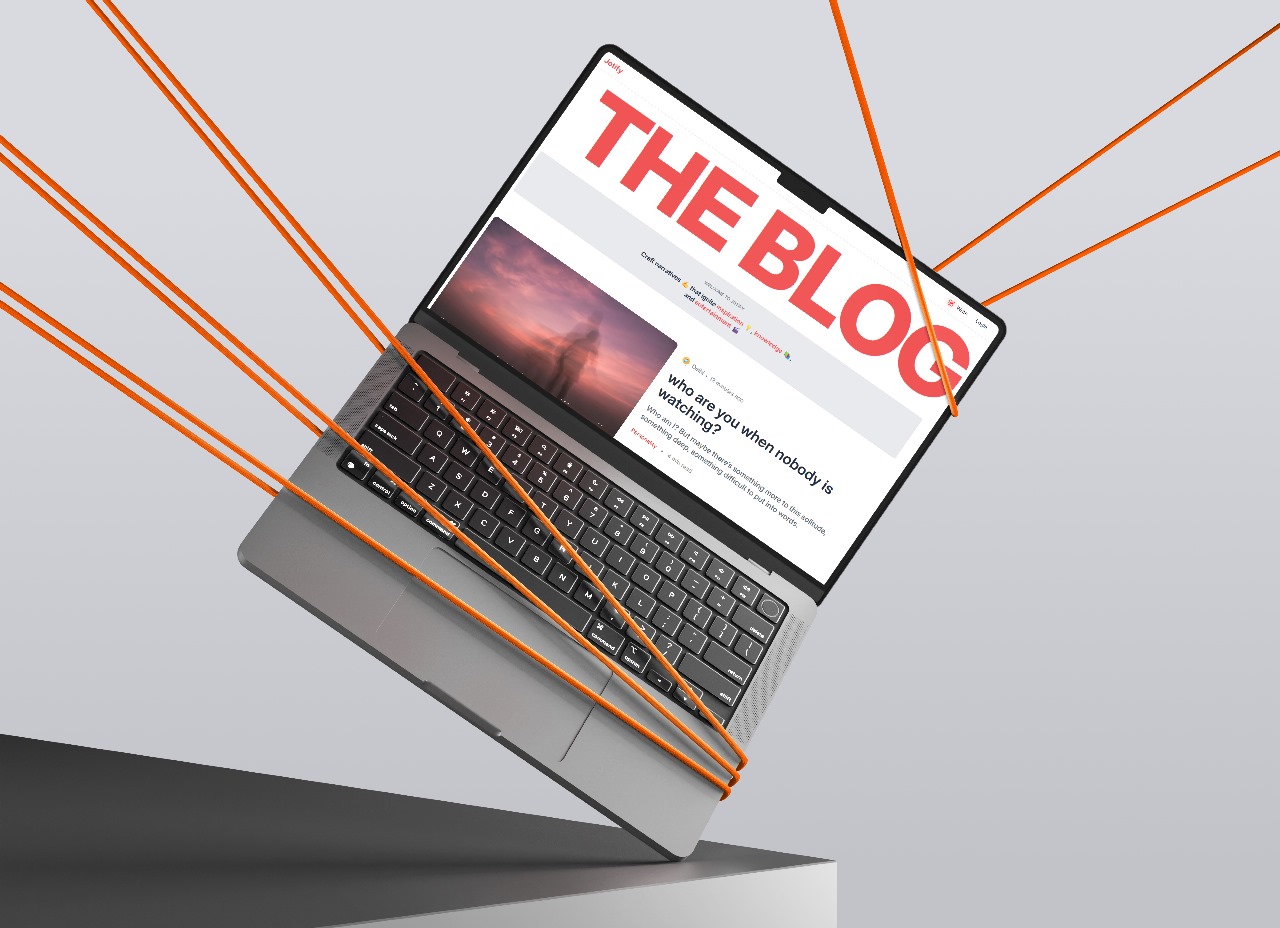 Jotify
Write
Login
THE BLOG
WELCOME TO JOTIFY
Craft narratives ✍️ that ignite inspiration 💡, knowledge 📚,
and entertainment 🎬
15 minutes ago
who are you when nobody is
watching?
Who am I? But maybe there's something more to this solitude,
something deep, something difficult to put into words.
Personality • 4 min read
tab
Q W E T Y U I O P
caps lock
A S D F G K L
shift
Z X C V B N M
shift
return
delete
fn
control
option
command
command
option